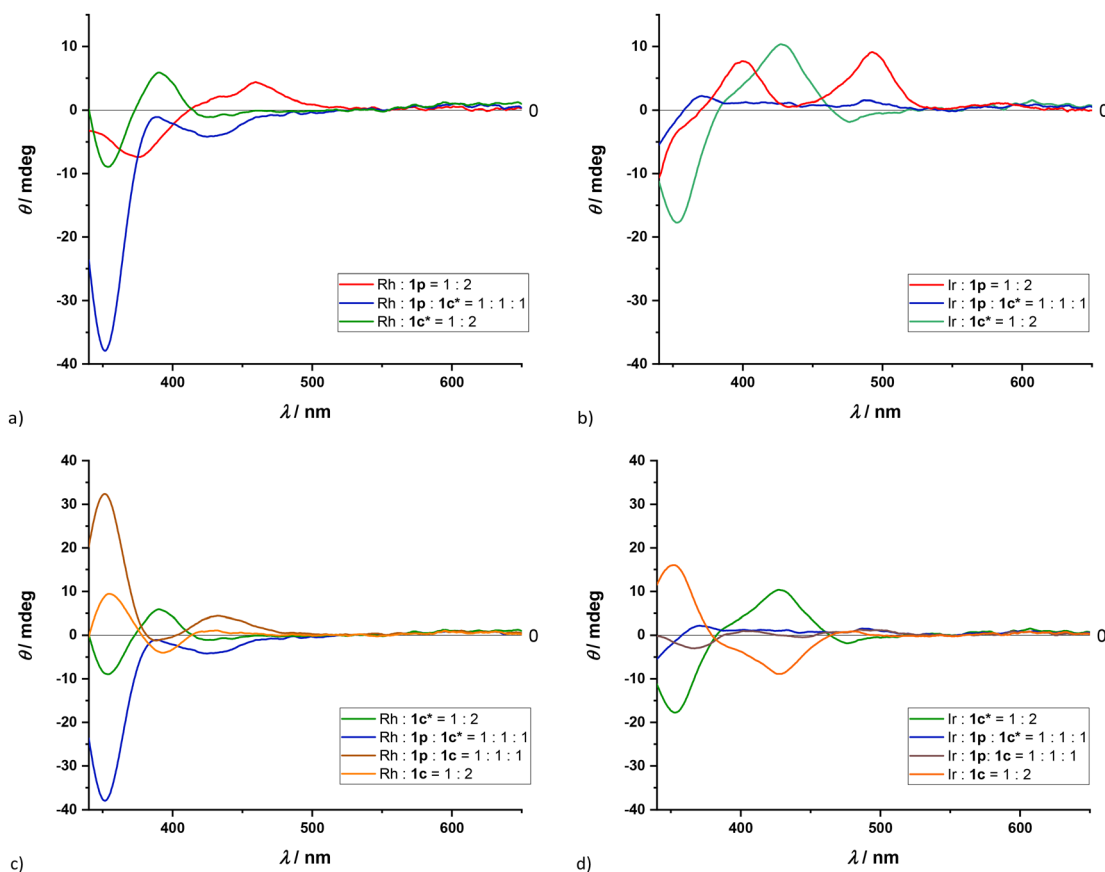 10
0
-10
-20
-30
-40
400
500
600
θ/ mdeg
λ / nm
0
Rh : 1p = 1 : 2
Rh : 1p : 1c* = 1 : 1 : 1
Rh : 1c* = 1 : 2
a)
10
0
-10
-20
-30
-40
400
500
600
θ/ mdeg
λ / nm
0
Ir : 1p = 1 : 2
Ir : 1p : 1c* = 1 : 1 : 1
Ir : 1c* = 1 : 2
b)
40
30
20
10
0
-10
-20
-30
-40
400
500
600
θ/ mdeg
λ / nm
0
Rh : 1c* = 1 : 2
Rh : 1p : 1c* = 1 : 1 : 1
Rh : 1p : 1c = 1 : 1 : 1
Rh : 1c = 1 : 2
c)
40
30
20
10
0
-10
-20
-30
-40
400
500
600
θ/ mdeg
λ / nm
0
Ir : 1c* = 1 : 2
Ir : 1p : 1c* = 1 : 1 : 1
Ir : 1p: 1c = 1 : 1 : 1
Ir : 1c = 1 : 2
d)